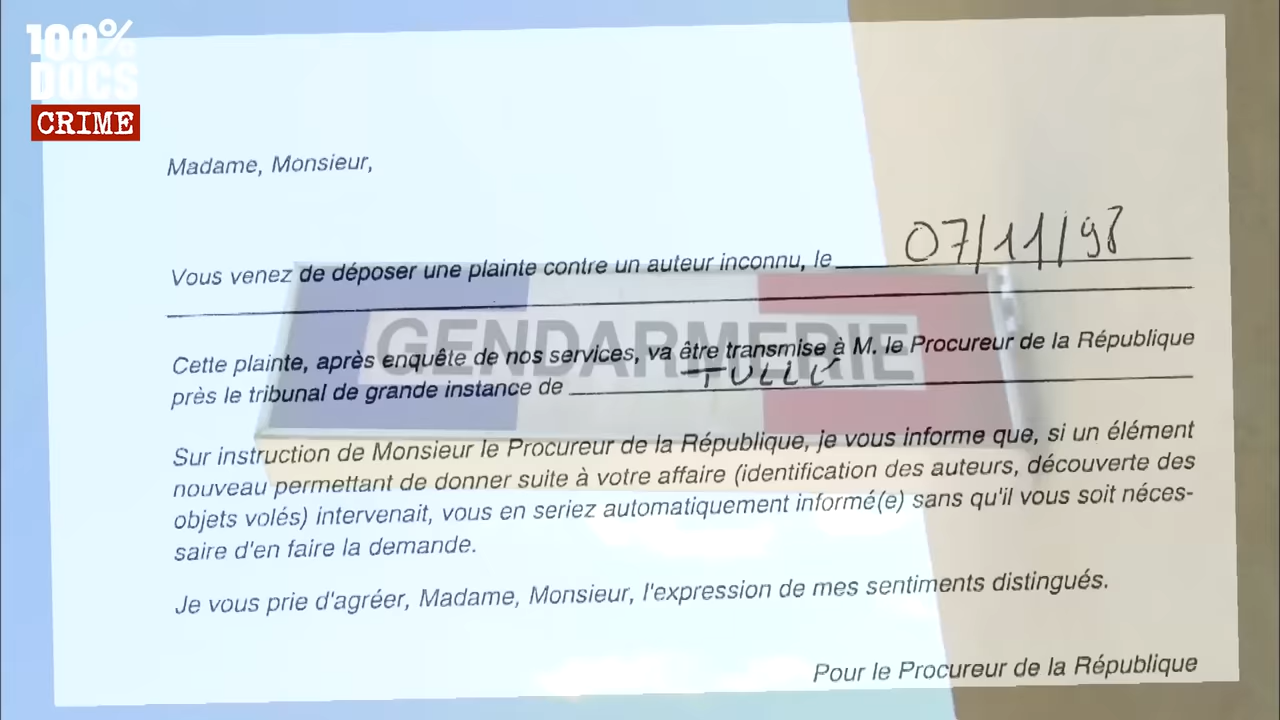 100%
DOCS
CRIME
Madame, Monsieur,
Vous venez de déposer une plainte contre un auteur inconnu, le 07/11/98
GENDARMERIE
Cette plainte, après enquête de nos services, va être transmise à M. le Procureur de la République
près le tribunal de grande instance de TULLE
Sur instruction de Monsieur le Procureur de la République, je vous informe que, si un élément
nouveau permettant de donner suite à votre affaire (identification des auteurs, découverte des
objets volés) intervenait, vous en seriez automatiquement informé(e) sans qu'il vous soit néces-
saire d'en faire la demande.
Je vous prie d'agréer, Madame, Monsieur, l'expression de mes sentiments distingués.
Pour le Procureur de la République